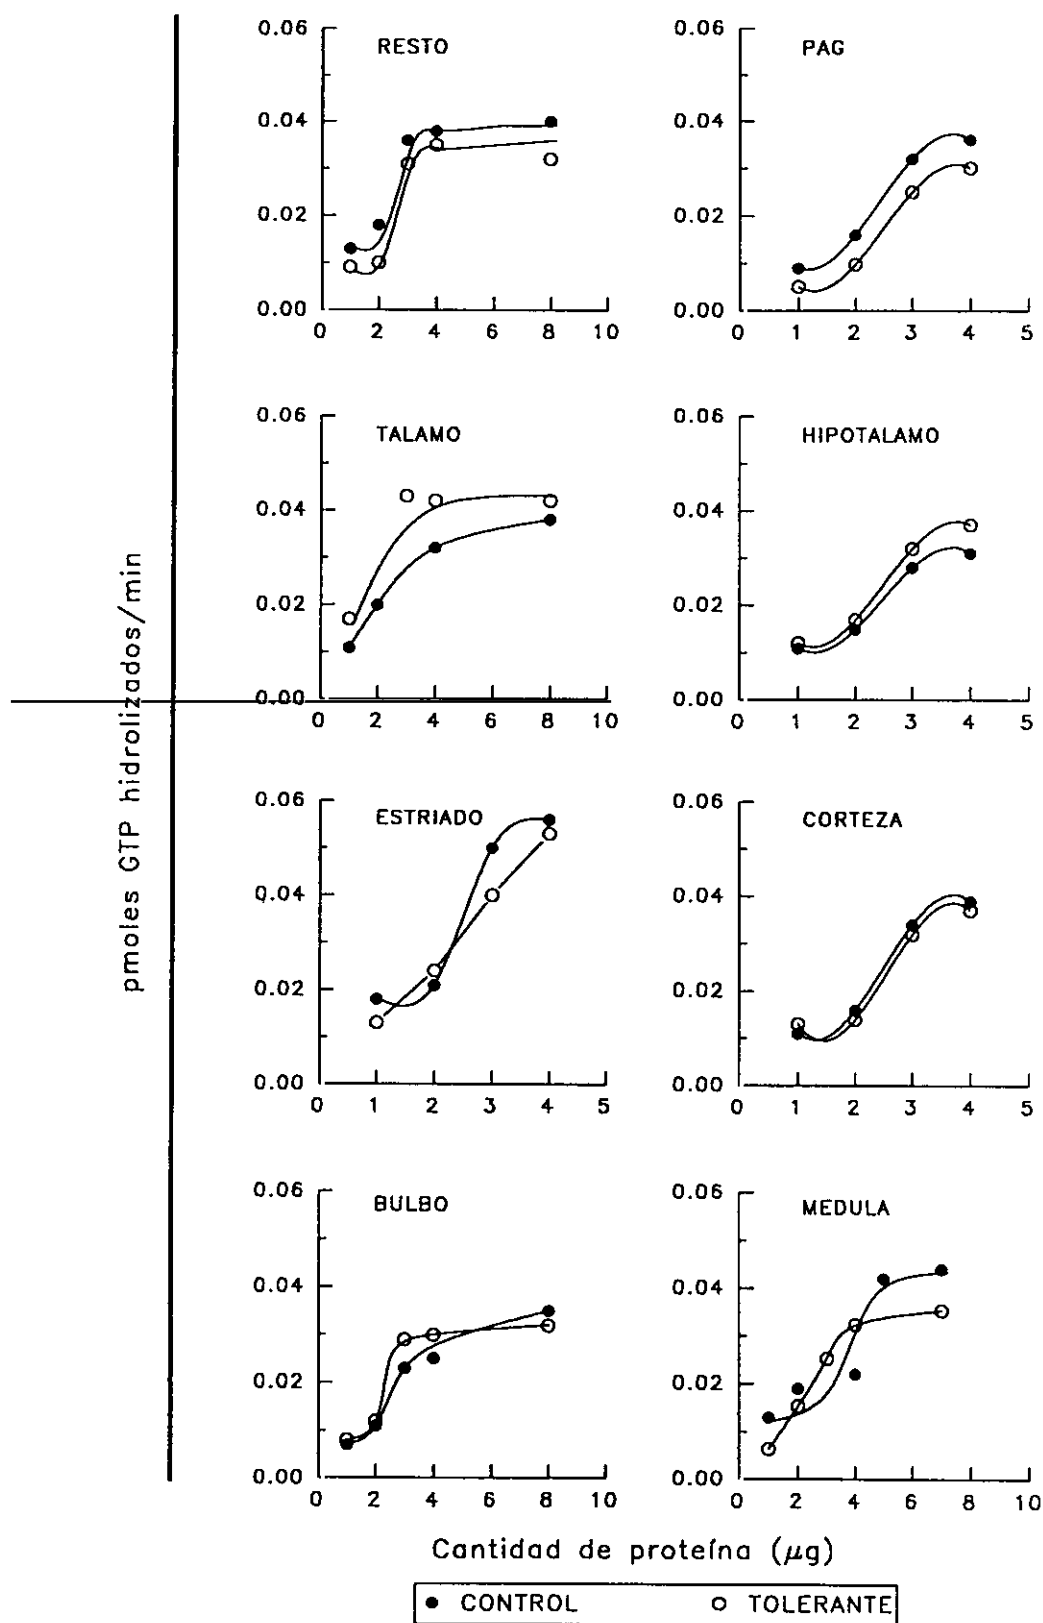 RESTO
0.06
0.04
0.02
0.00
0 2 4 6 8 10
PAG
0.06
0.04
0.02
0.00
0 1 2 3 4 5
TALAMO
0.06
0.04
0.02
0.00
0 2 4 6 8 10
HIPOTALAMO
0.06
0.04
0.02
0.00
0 1 2 3 4 5
pmoles GTP hidrolizados/min
ESTRIADO
0.06
0.04
0.02
0.00
0 1 2 3 4 5
CORTEZA
0.06
0.04
0.02
0.00
0 1 2 3 4 5
BULBO
0.06
0.04
0.02
0.00
0 2 4 6 8 10
MEDULA
0.06
0.04
0.02
0.00
0 2 4 6 8 10
Cantidad de proteína (μg)
CONTROL TOLERANTE